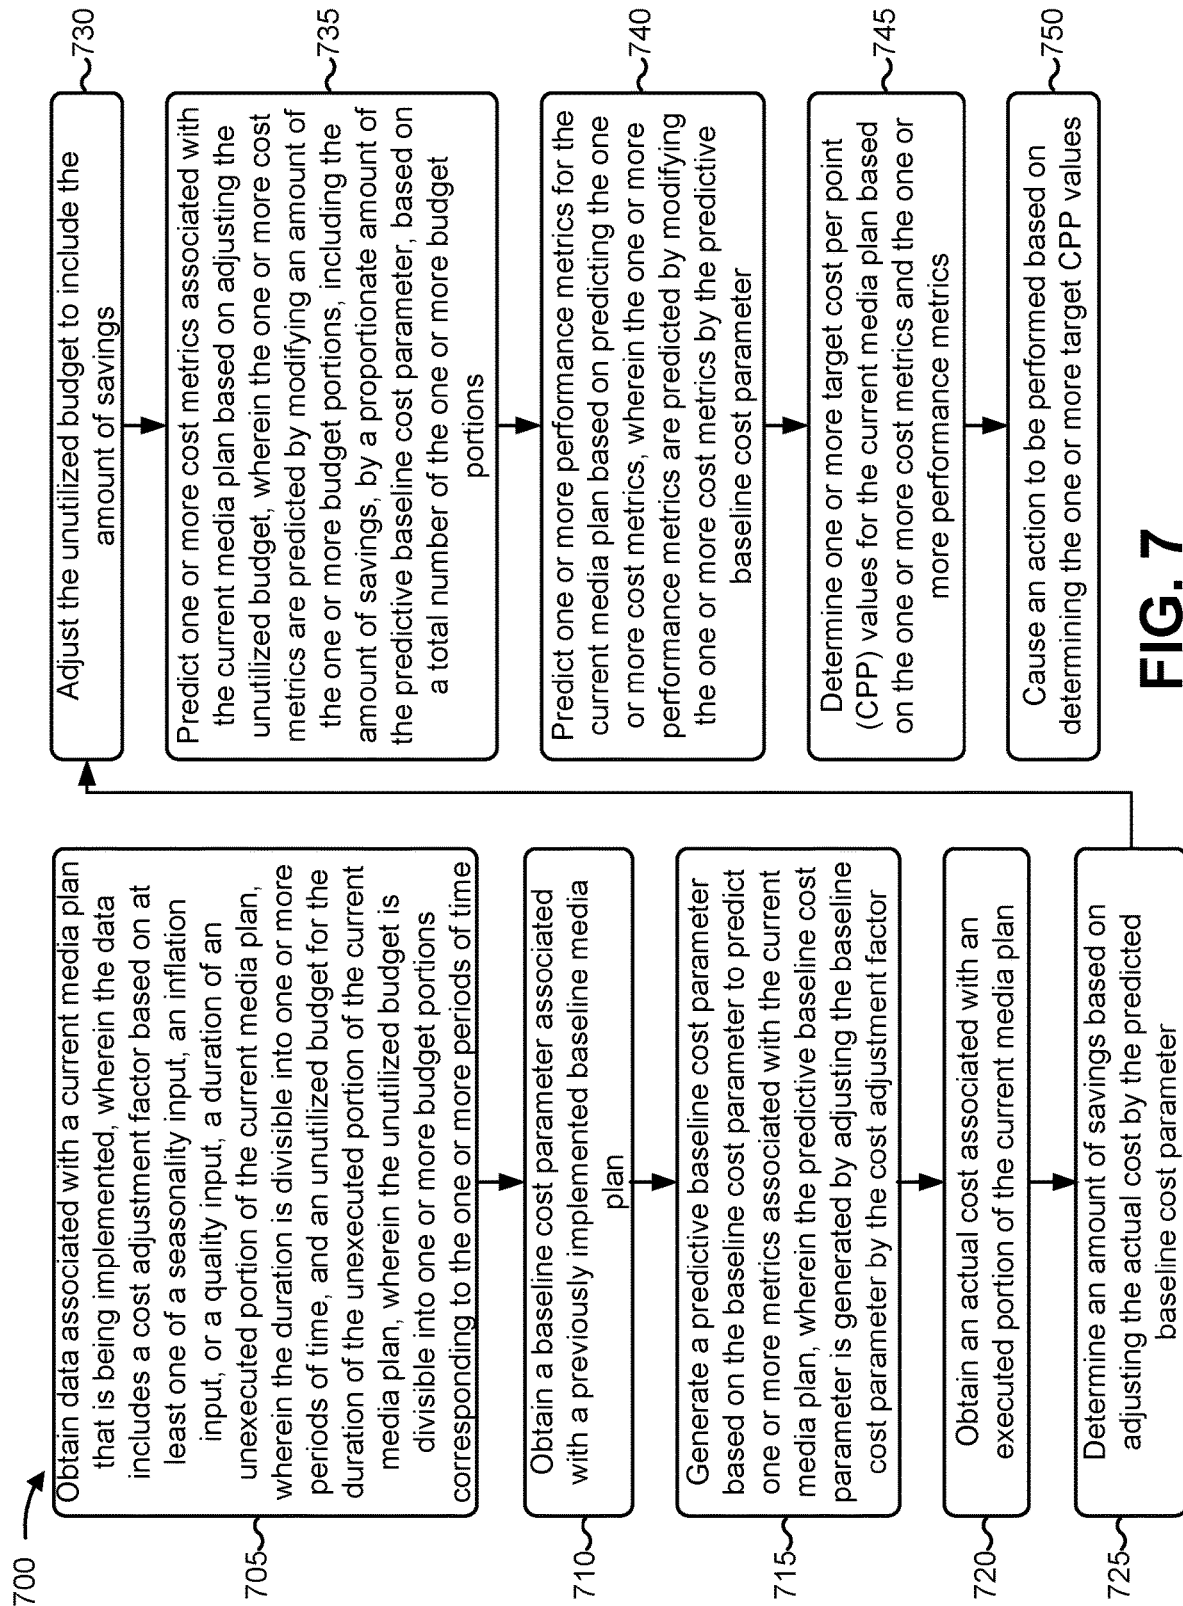 700
705
Obtain data associated with a current media plan
that is being implemented, wherein the data
includes a cost adjustment factor based on at
least one of a seasonality input, an inflation
input, or a quality input, a duration of an
unexecuted portion of the current media plan,
wherein the duration is divisible into one or more
periods of time, and an unutilized budget for the
duration of the unexecuted portion of the current
media plan, wherein the unutilized budget is
divisible into one or more budget portions
corresponding to the one or more periods of time
710
Obtain a baseline cost parameter associated
with a previously implemented baseline media
plan
715
Generate a predictive baseline cost parameter
based on the baseline cost parameter to predict
one or more metrics associated with the current
media plan, wherein the predictive baseline cost
parameter is generated by adjusting the baseline
cost parameter by the cost adjustment factor
720
Obtain an actual cost associated with an
executed portion of the current media plan
725
Determine an amount of savings based on
adjusting the actual cost by the predicted
baseline cost parameter
730
Adjust the unutilized budget to include the
amount of savings
735
Predict one or more cost metrics associated with
the current media plan based on adjusting the
unutilized budget, wherein the one or more cost
metrics are predicted by modifying an amount of
the one or more budget portions, including the
amount of savings, by a proportionate amount of
the predictive baseline cost parameter, based on
a total number of the one or more budget
portions
740
Predict one or more performance metrics for the
current media plan based on predicting the one
or more cost metrics, wherein the one or more
performance metrics are predicted by modifying
the one or more cost metrics by the predictive
baseline cost parameter
745
Determine one or more target cost per point
(CPP) values for the current media plan based
on the one or more cost metrics and the one or
more performance metrics
750
Cause an action to be performed based on
determining the one or more target CPP values
FIG. 7